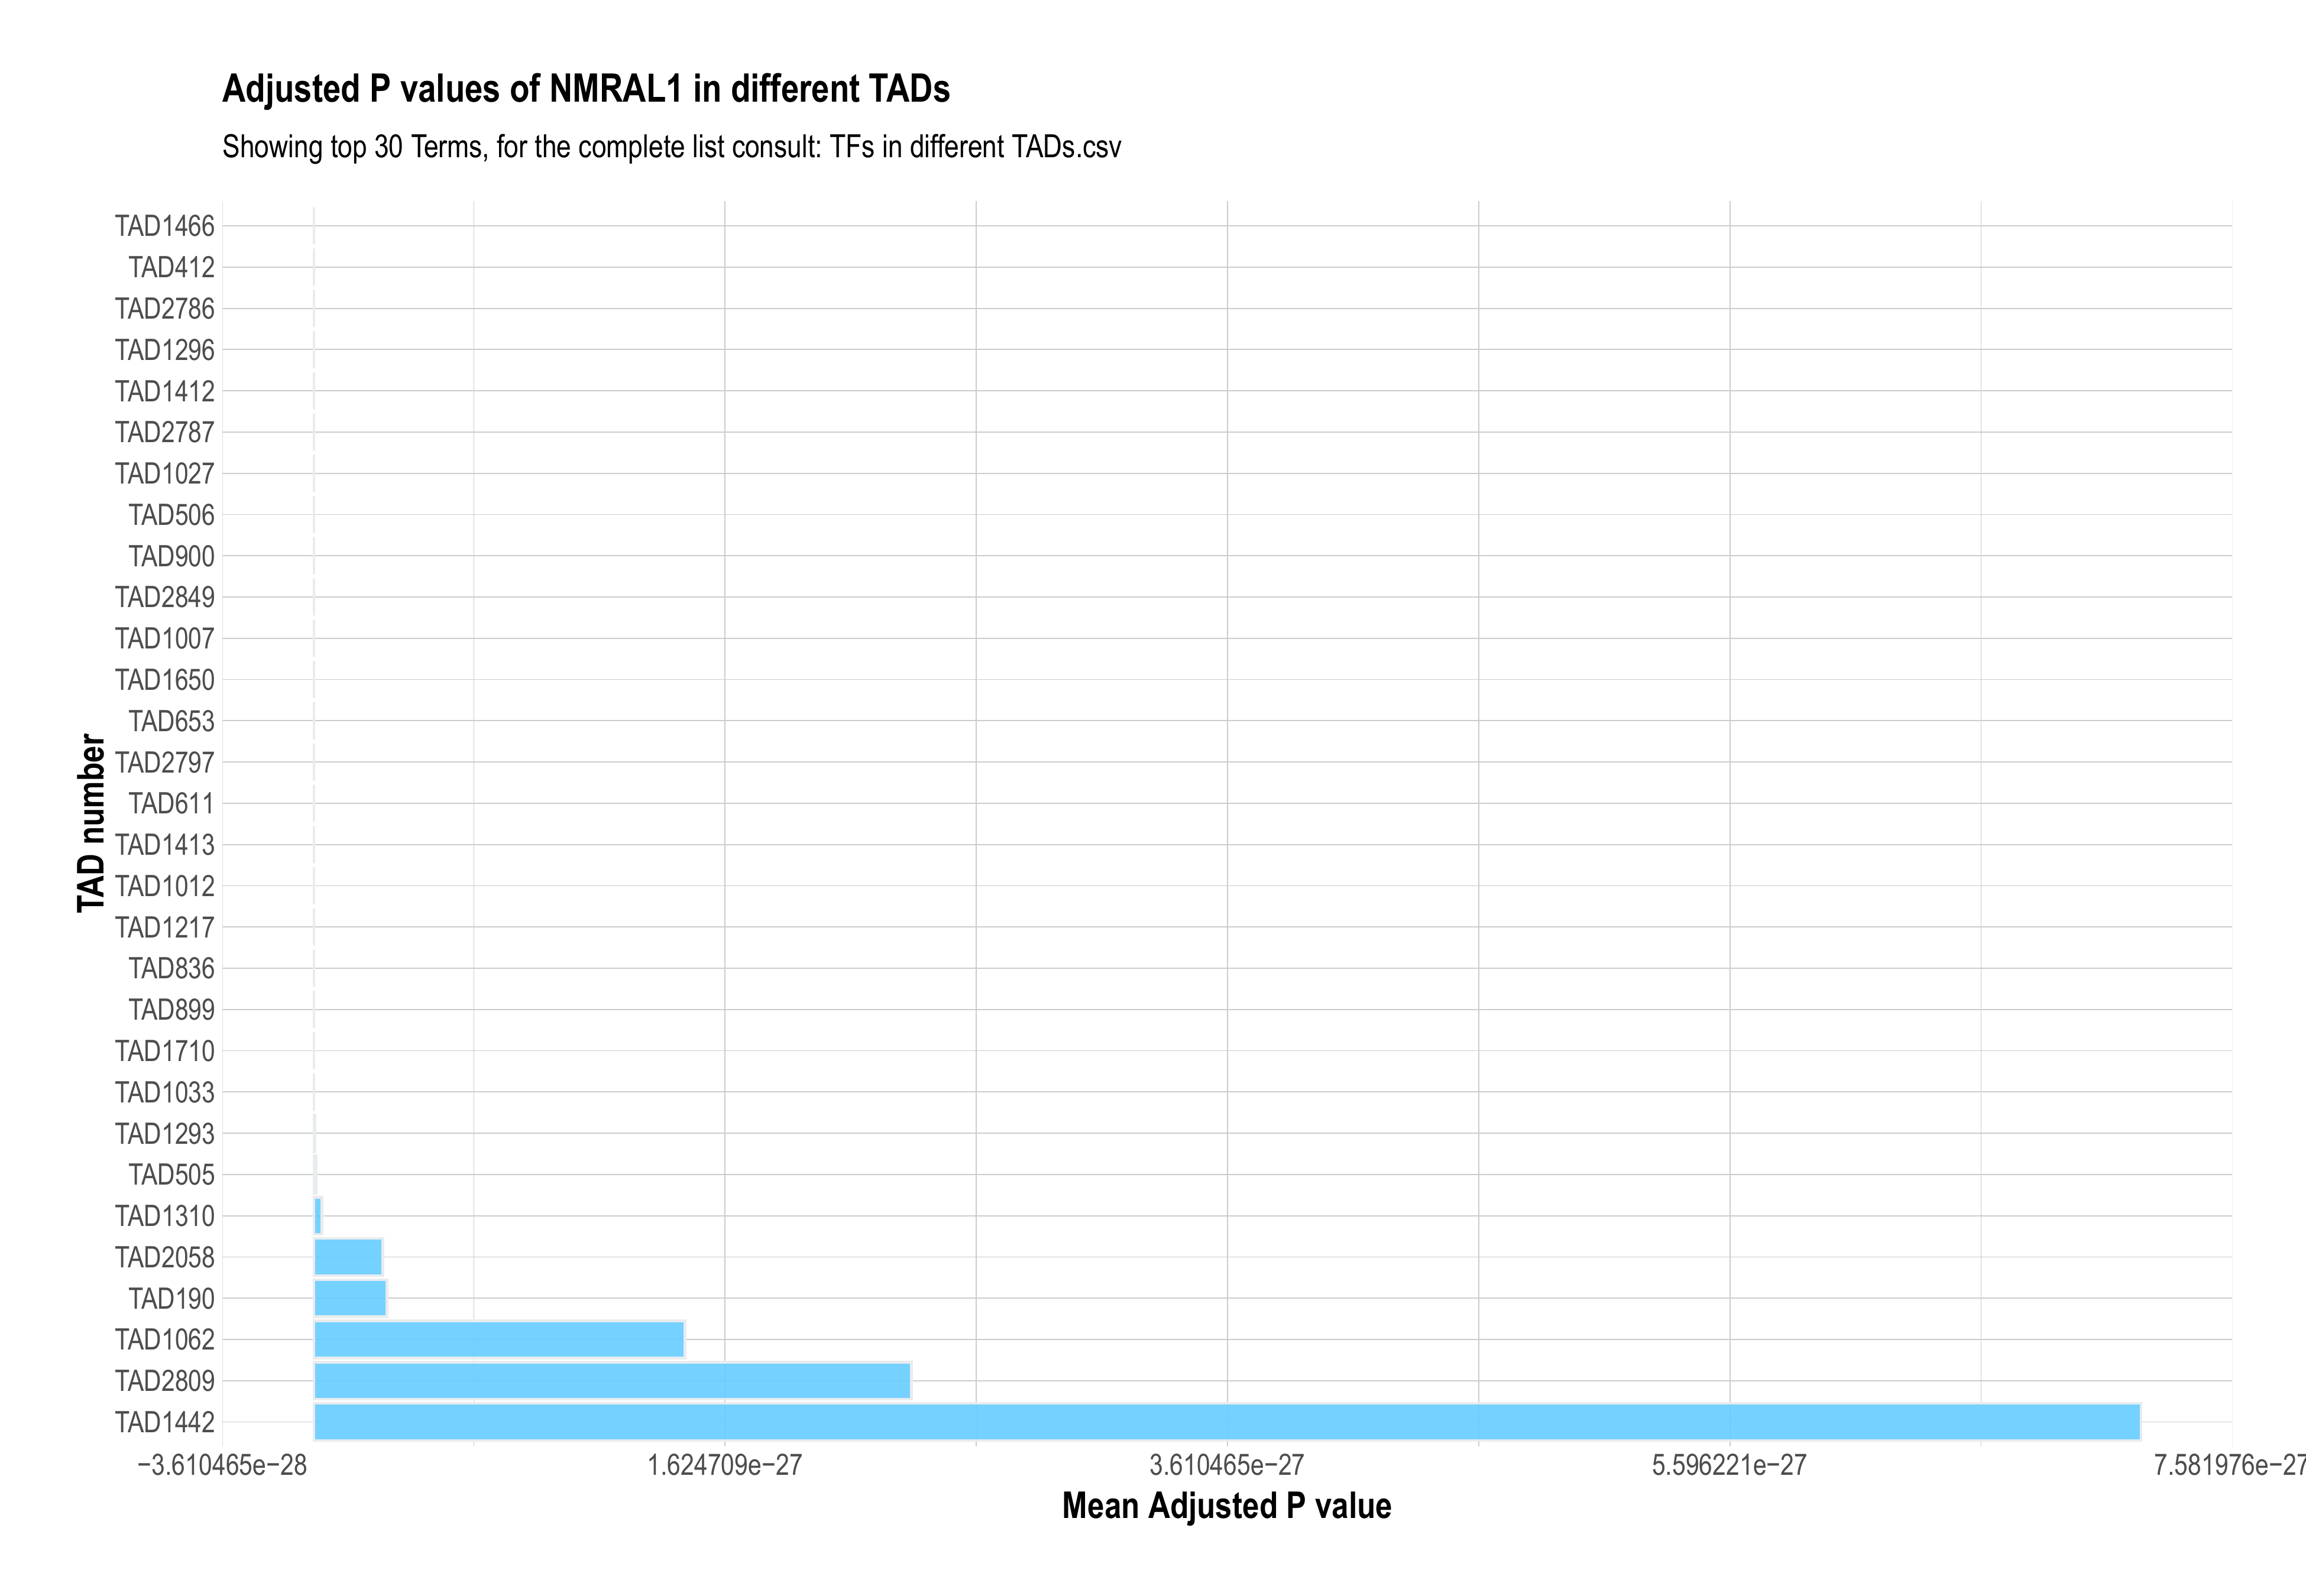 Adjusted P values of NMRAL1 in different TADs
Showing top 30 Terms, for the complete list consult: TFs in different TADs.csv
TAD number
TAD1466
TAD412
TAD2786
TAD1296
TAD1412
TAD2787
TAD1027
TAD506
TAD900
TAD2849
TAD1007
TAD1650
TAD653
TAD2797
TAD611
TAD1413
TAD1012
TAD1217
TAD836
TAD899
TAD1710
TAD1033
TAD1293
TAD505
TAD1310
TAD2058
TAD190
TAD1062
TAD2809
TAD1442
−3.610465e−28 1.624709e−27 3.610465e−27 5.596221e−27 7.581976e−27
Mean Adjusted P value